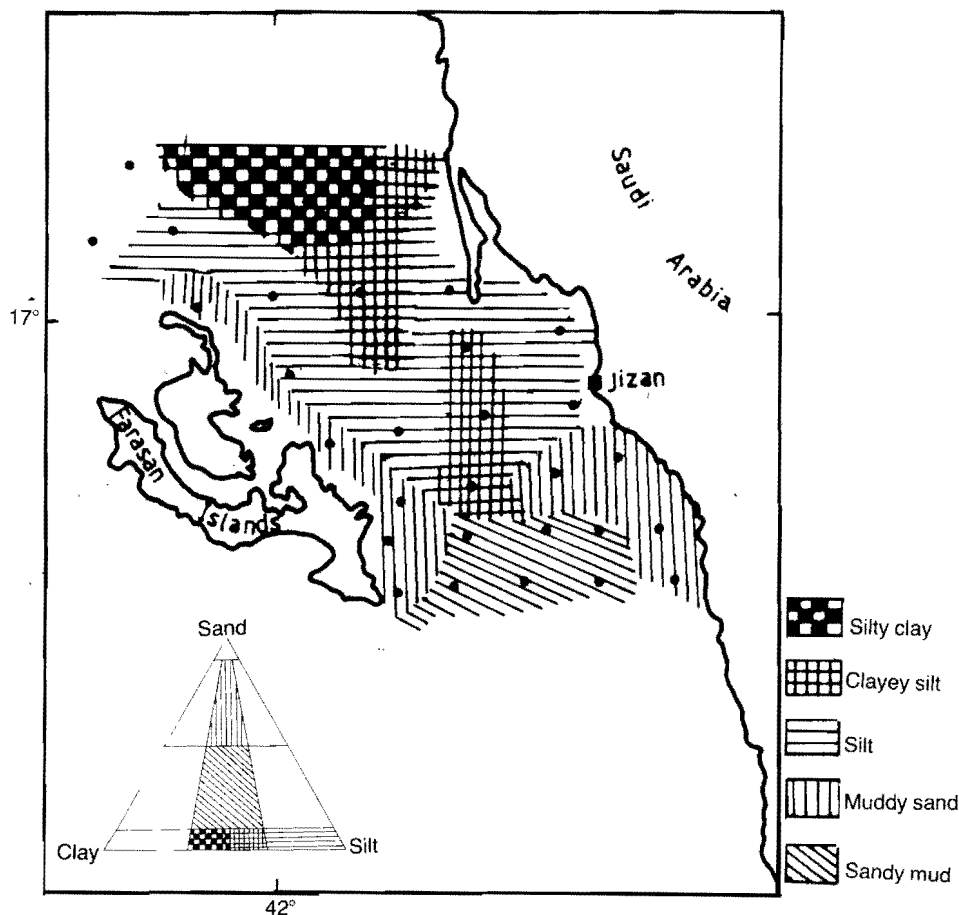 Saudi
Arabia
17°
Jizan
Farasan
Islands
Sand
Clay
Silt
Silty clay
Clayey silt
Silt
Muddy sand
Sandy mud
42°